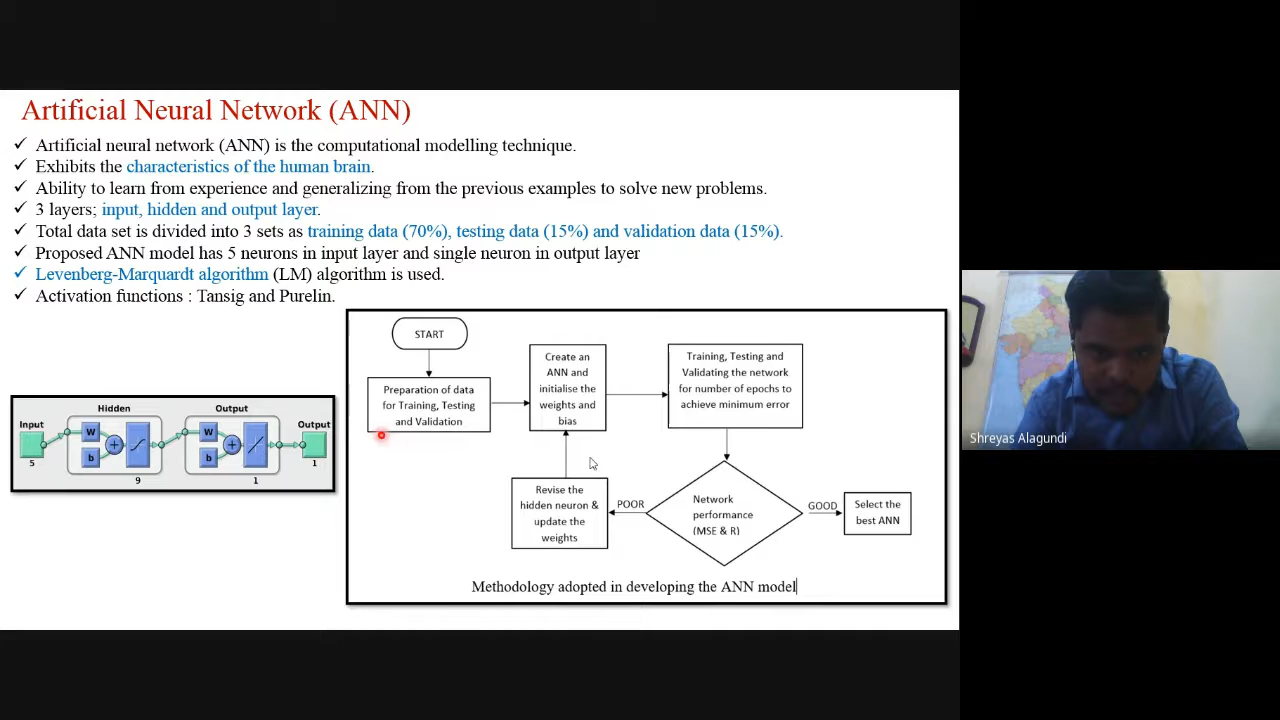 Artificial Neural Network (ANN)
✓ Artificial neural network (ANN) is the computational modelling technique.
✓ Exhibits the characteristics of the human brain.
✓ Ability to learn from experience and generalizing from the previous examples to solve new problems.
✓ 3 layers; input, hidden and output layer.
✓ Total data set is divided into 3 sets as training data (70%), testing data (15%) and validation data (15%).
✓ Proposed ANN model has 5 neurons in input layer and single neuron in output layer
✓ Levenberg-Marquardt algorithm (LM) algorithm is used.
✓ Activation functions : Tansig and Purelin.
Hidden
Output
Input
Output
W
b
+
W
b
+
5
9
1
1
START
Preparation of data
for Training, Testing
and Validation
Create an
ANN and
initialise the
weights and
bias
Training, Testing and
Validating the network
for number of epochs to
achieve minimum error
Revise the
hidden neuron &
update the
weights
POOR
Network
performance
(MSE & R)
GOOD
Select the
best ANN
Methodology adopted in developing the ANN model
Shreyas Alagundi